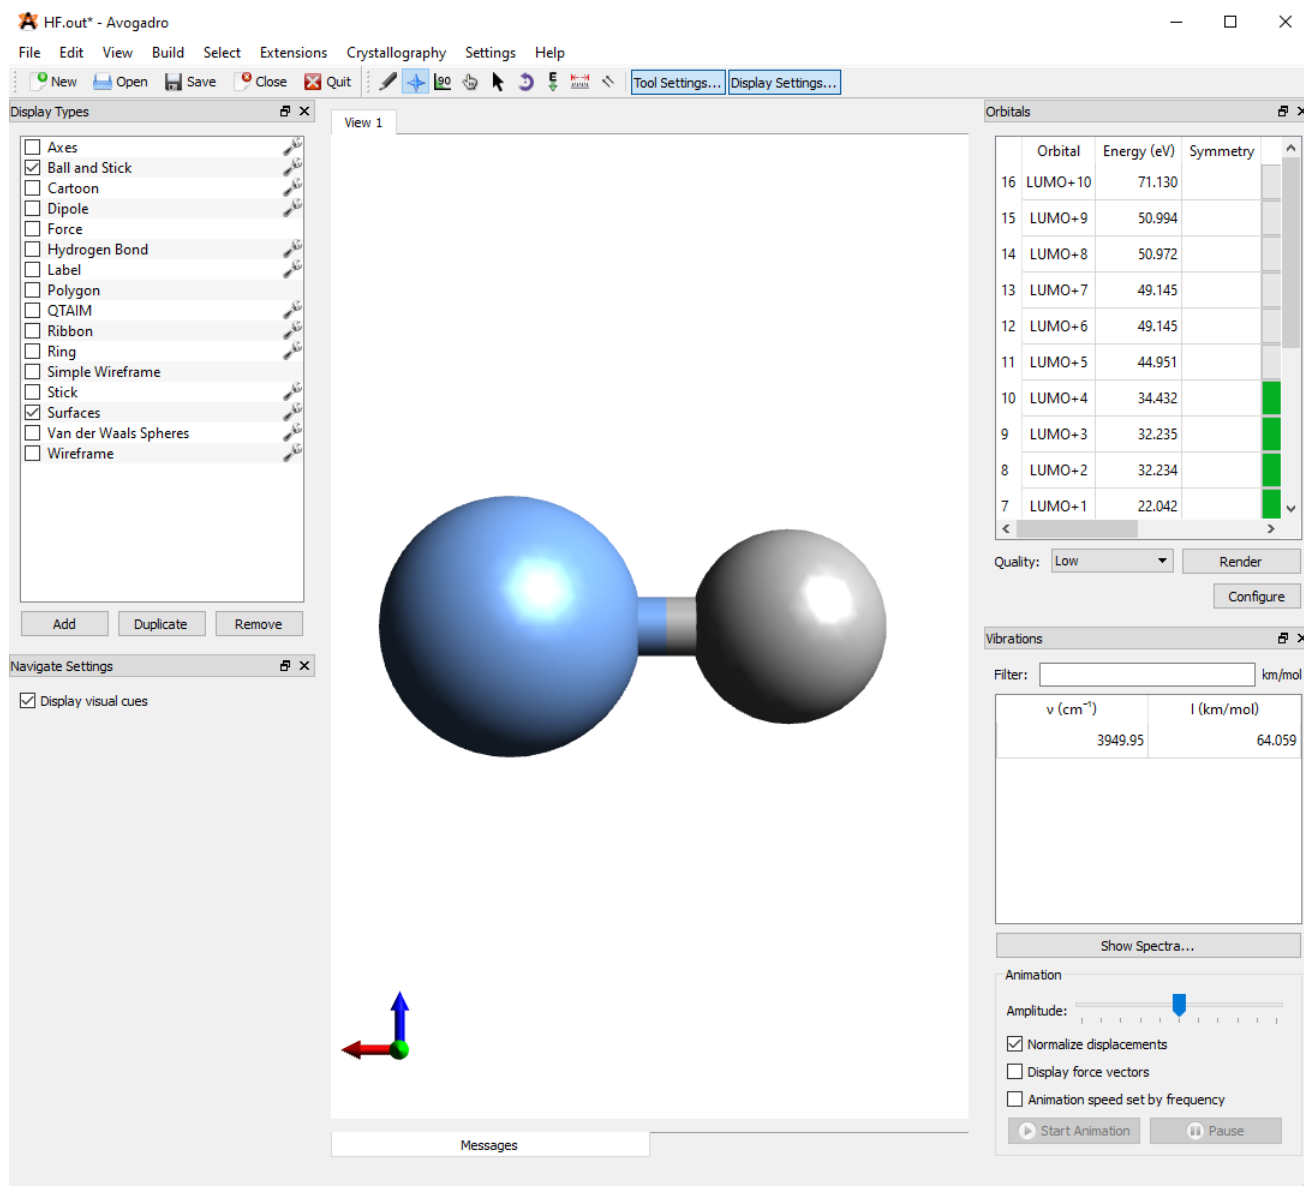 HF.out* - Avogadro
File Edit View Build Select Extensions Crystallography Settings Help
New Open Save Close Quit Tool Settings... Display Settings...
Display Types
Axes
Ball and Stick
Cartoon
Dipole
Force
Hydrogen Bond
Label
Polygon
QTAIM
Ribbon
Ring
Simple Wireframe
Stick
Surfaces
Van der Waals Spheres
Wireframe
Add Duplicate Remove
Navigate Settings
Display visual cues
View 1
Messages
Orbitals
Orbital Energy (eV) Symmetry
16 LUMO+10 71.130
15 LUMO+9 50.994
14 LUMO+8 50.972
13 LUMO+7 49.145
12 LUMO+6 49.145
11 LUMO+5 44.951
10 LUMO+4 34.432
9 LUMO+3 32.235
8 LUMO+2 32.234
7 LUMO+1 22.042
Quality: Low Render
Configure
Vibrations
Filter: km/mol
ν (cm⁻¹) I (km/mol)
3949.95 64.059
Show Spectra...
Animation
Amplitude:
Normalize displacements
Display force vectors
Animation speed set by frequency
Start Animation Pause